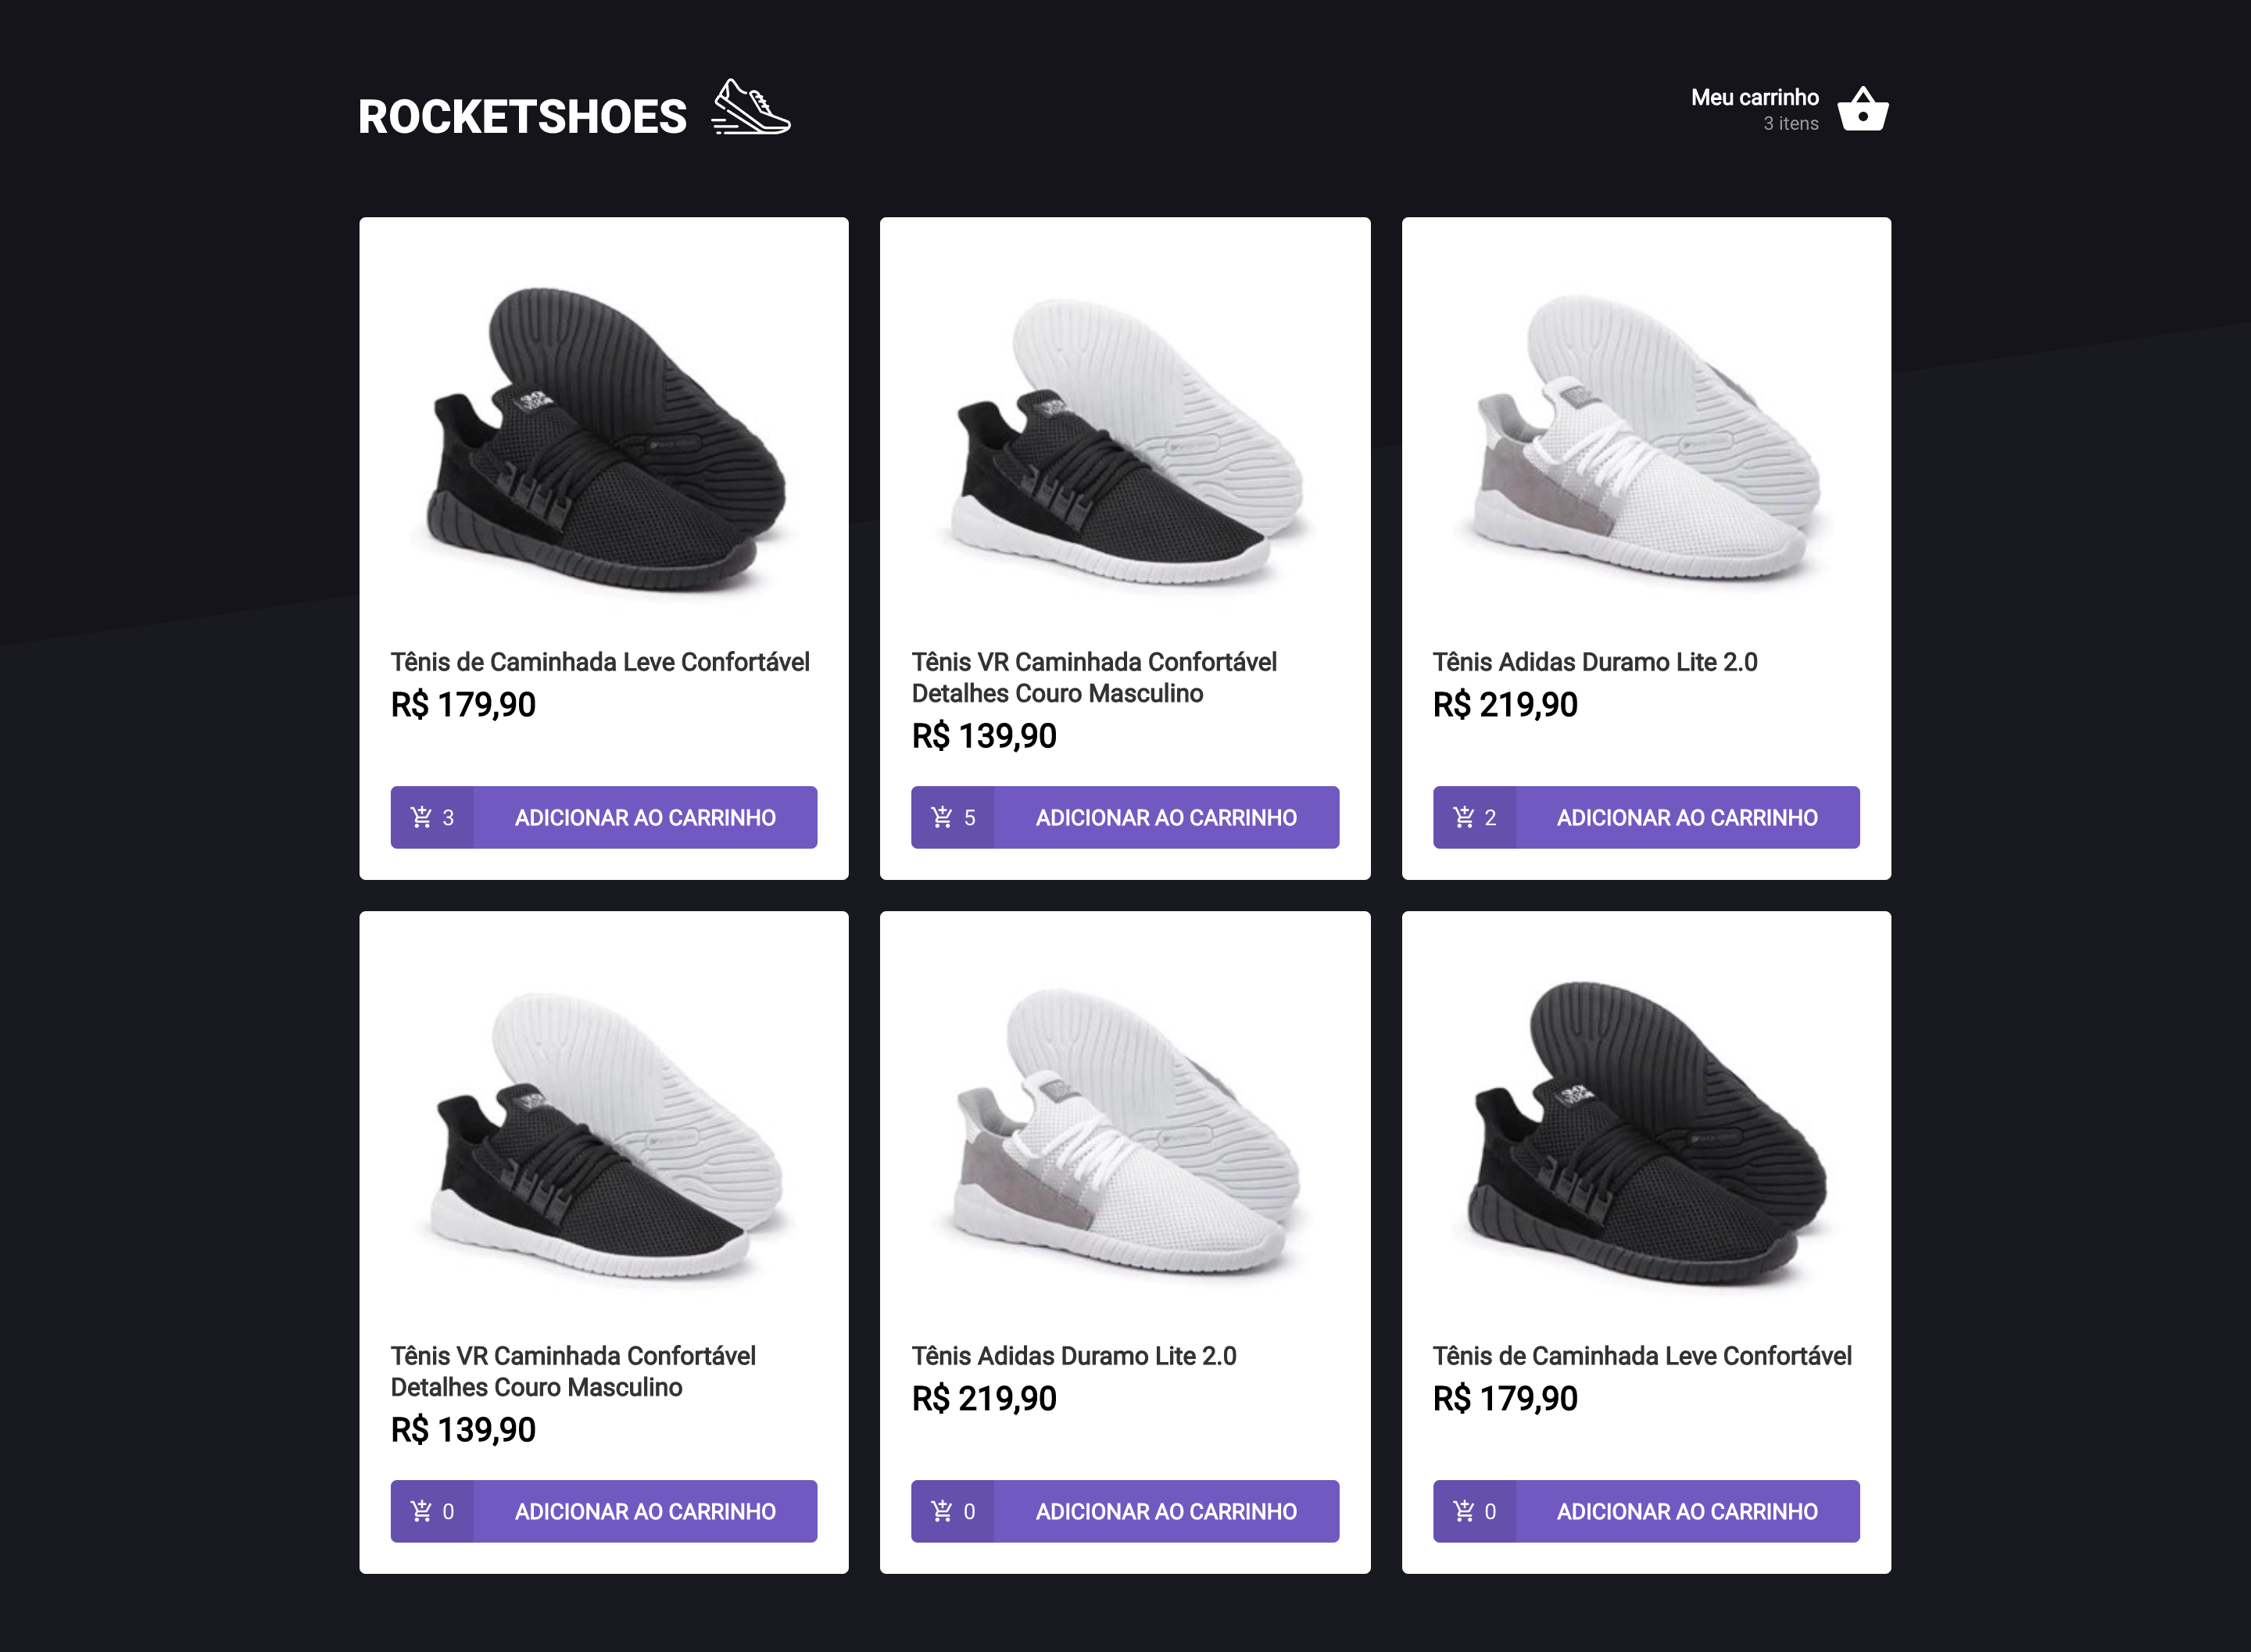 ROCKETSHOES
Meu carrinho
3 itens
Tênis de Caminhada Leve Confortável
R$ 179,90
3 ADICIONAR AO CARRINHO
Tênis VR Caminhada Confortável
Detalhes Couro Masculino
R$ 139,90
5 ADICIONAR AO CARRINHO
Tênis Adidas Duramo Lite 2.0
R$ 219,90
2 ADICIONAR AO CARRINHO
Tênis VR Caminhada Confortável
Detalhes Couro Masculino
R$ 139,90
0 ADICIONAR AO CARRINHO
Tênis Adidas Duramo Lite 2.0
R$ 219,90
0 ADICIONAR AO CARRINHO
Tênis de Caminhada Leve Confortável
R$ 179,90
0 ADICIONAR AO CARRINHO